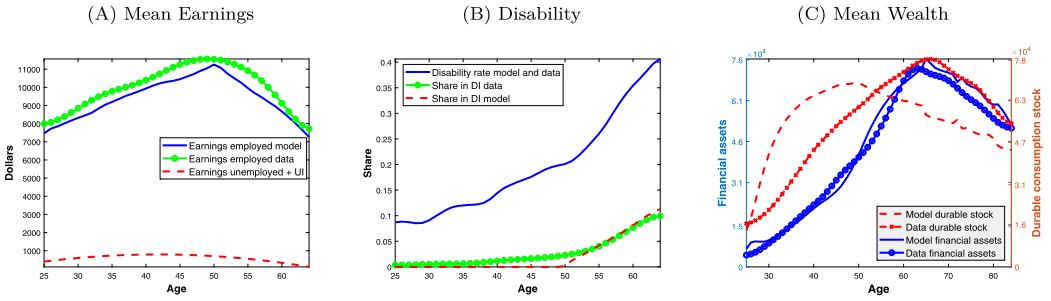 (A) Mean Earnings
Dollars
11000
10000
9000
8000
7000
6000
5000
4000
3000
2000
1000
25
30
35
40
45
50
55
60
Age
Earnings employed model
Earnings employed data
Earnings unemployed + UI
(B) Disability
Share
0.4
0.35
0.3
0.25
0.2
0.15
0.1
0.05
0
25
30
35
40
45
50
55
60
Age
Disability rate model and data
Share in DI data
Share in DI model
(C) Mean Wealth
Financial assets
×10⁴
7.6
6.1
4.6
3.1
1.5
0
30
40
50
60
70
80
Age
×10⁴
7.8
6.3
4.7
3.1
1.6
0
Durable consumption stock
Model durable stock
Data durable stock
Model financial assets
Data financial assets